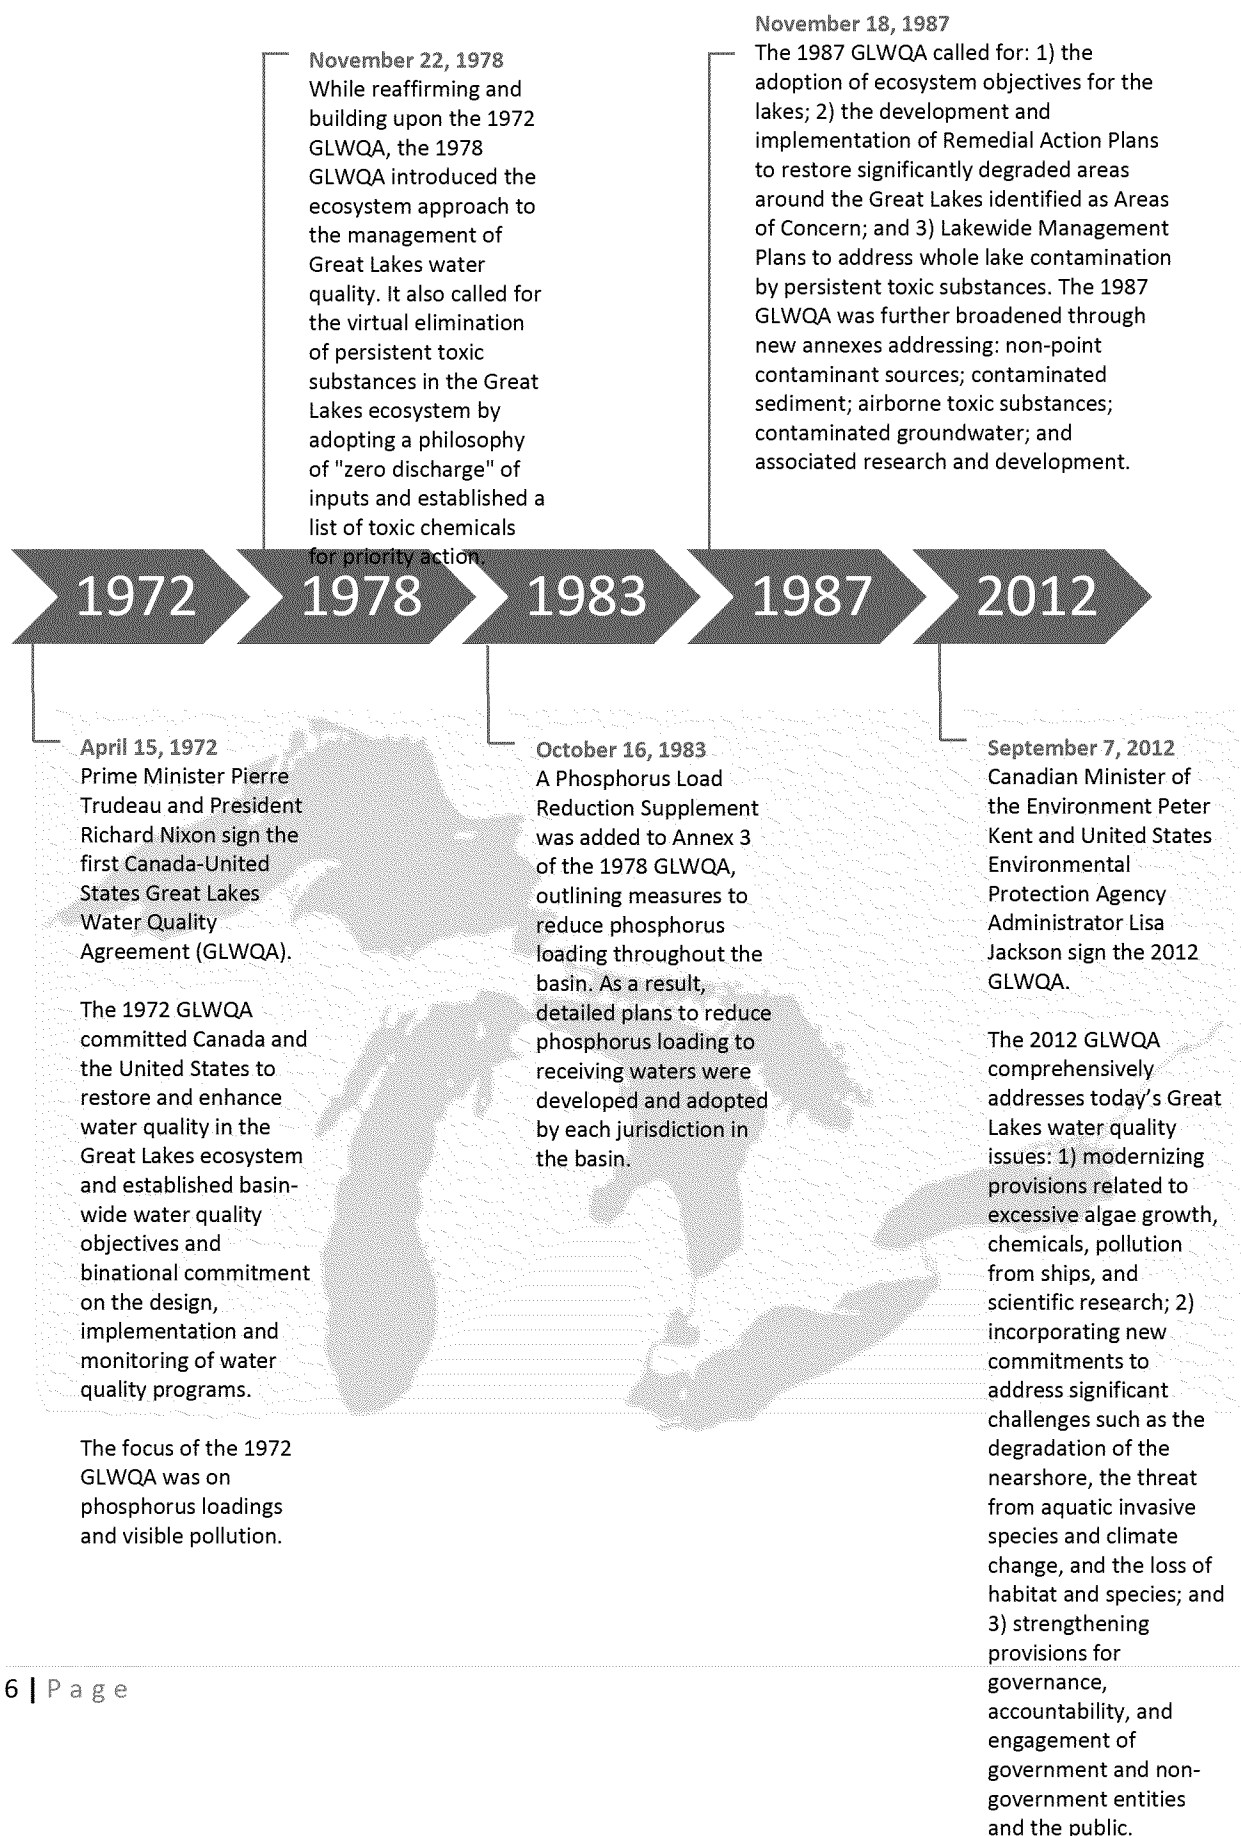 November 22, 1978
While reaffirming and
building upon the 1972
GLWQA, the 1978
GLWQA introduced the
ecosystem approach to
the management of
Great Lakes water
quality. It also called for
the virtual elimination
of persistent toxic
substances in the Great
Lakes ecosystem by
adopting a philosophy
of "zero discharge" of
inputs and established a
list of toxic chemicals
for priority action.
November 18, 1987
The 1987 GLWQA called for: 1) the
adoption of ecosystem objectives for the
lakes; 2) the development and
implementation of Remedial Action Plans
to restore significantly degraded areas
around the Great Lakes identified as Areas
of Concern; and 3) Lakewide Management
Plans to address whole lake contamination
by persistent toxic substances. The 1987
GLWQA was further broadened through
new annexes addressing: non-point
contaminant sources; contaminated
sediment; airborne toxic substances;
contaminated groundwater; and
associated research and development.
1972
1978
1983
1987
2012
April 15, 1972
Prime Minister Pierre
Trudeau and President
Richard Nixon sign the
first Canada-United
States Great Lakes
Water Quality
Agreement (GLWQA).
The 1972 GLWQA
committed Canada and
the United States to
restore and enhance
water quality in the
Great Lakes ecosystem
and established basin-
wide water quality
objectives and
binational commitment
on the design,
implementation and
monitoring of water
quality programs.
The focus of the 1972
GLWQA was on
phosphorus loadings
and visible pollution.
October 16, 1983
A Phosphorus Load
Reduction Supplement
was added to Annex 3
of the 1978 GLWQA,
outlining measures to
reduce phosphorus
loading throughout the
basin. As a result,
detailed plans to reduce
phosphorus loading to
receiving waters were
developed and adopted
by each jurisdiction in
the basin.
September 7, 2012
Canadian Minister of
the Environment Peter
Kent and United States
Environmental
Protection Agency
Administrator Lisa
Jackson sign the 2012
GLWQA.
The 2012 GLWQA
comprehensively
addresses today’s Great
Lakes water quality
issues: 1) modernizing
provisions related to
excessive algae growth,
chemicals, pollution
from ships, and
scientific research; 2)
incorporating new
commitments to
address significant
challenges such as the
degradation of the
nearshore, the threat
from aquatic invasive
species and climate
change, and the loss of
habitat and species; and
3) strengthening
provisions for
governance,
accountability, and
engagement of
government and non-
government entities
and the public.
6 | Page